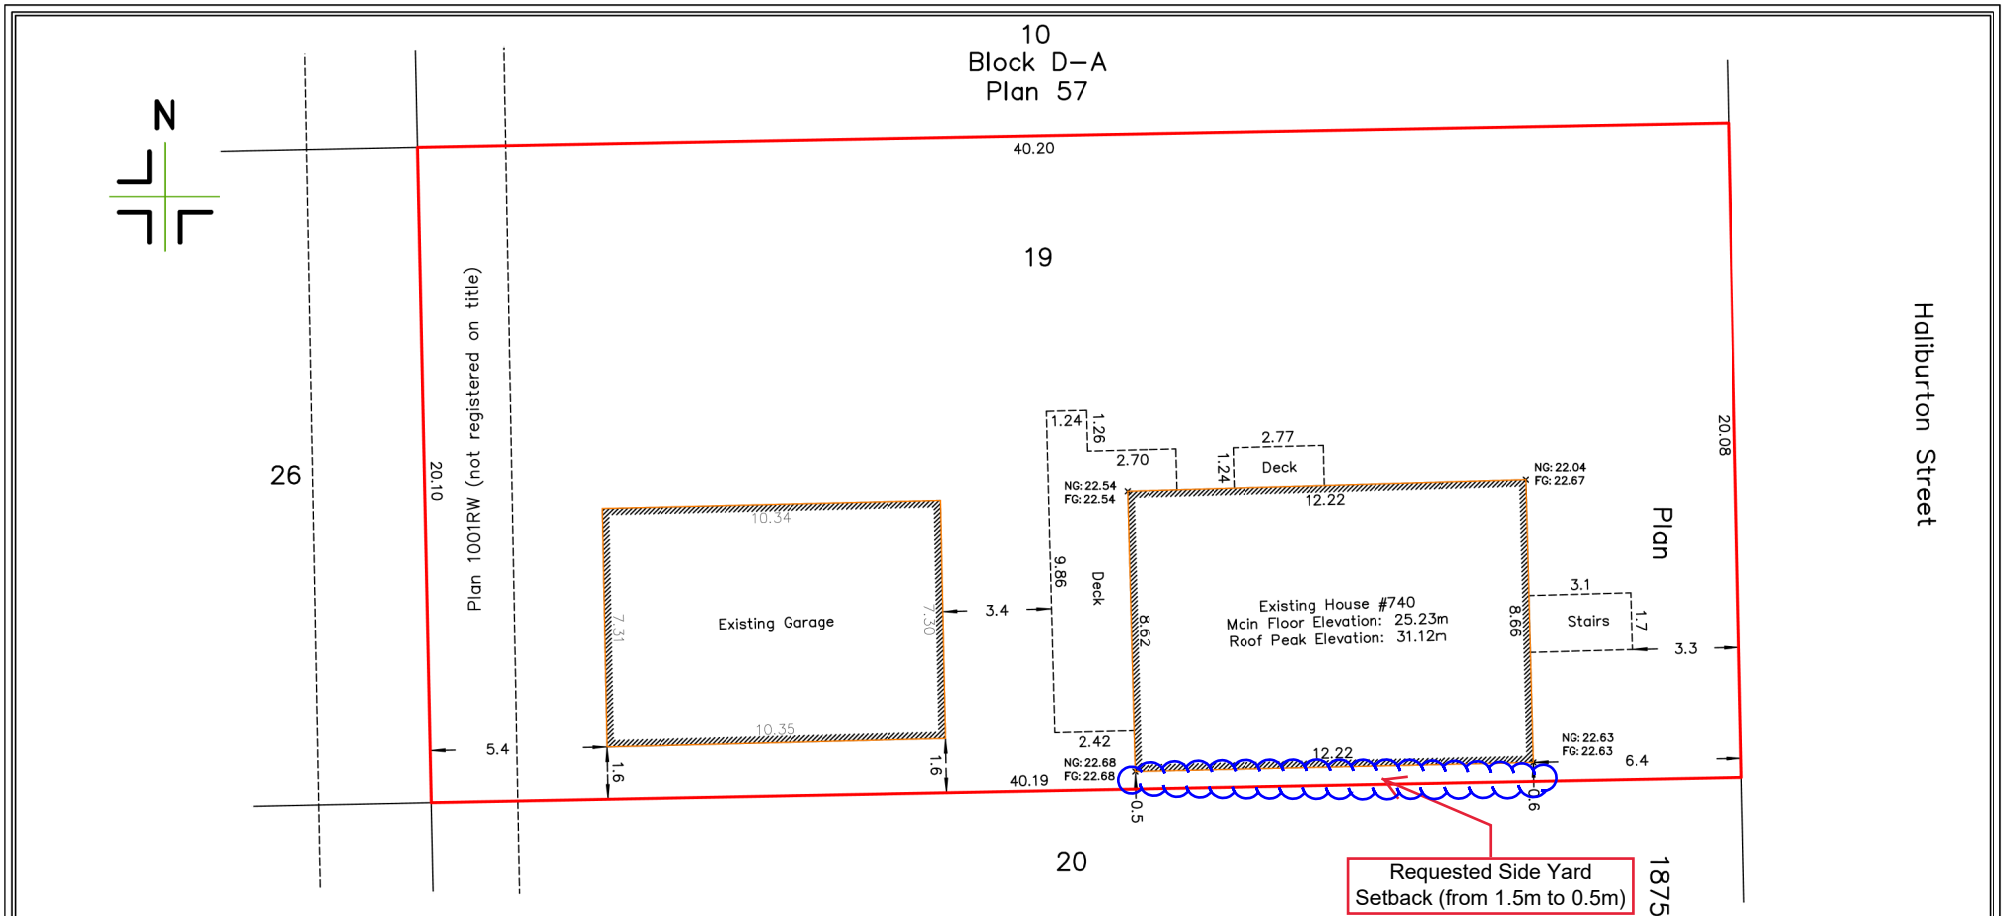 10
Block D-A
Plan 57
N
40.20
19
Plan 1001RW (not registered on title)
Haliburton Street
26
20.10
20.08
1.24
1.26
2.70
2.77
1.24
Deck
NG: 22.04
FG: 22.67
NG: 22.54
FG: 22.54
12.22
Plan
10.34
7.31
Existing Garage
7.30
10.35
3.4
9.86
Deck
8.62
Existing House #740
Mcin Floor Elevation: 25.23m
Roof Peak Elevation: 31.12m
8.66
3.1
Stairs
1.7
3.3
5.4
1.6
1.6
2.42
12.22
NG: 22.63
FG: 22.63
6.4
NG: 22.68
FG: 22.68
40.19
0.5
0.6
20
Requested Side Yard
Setback (from 1.5m to 0.5m)
1875